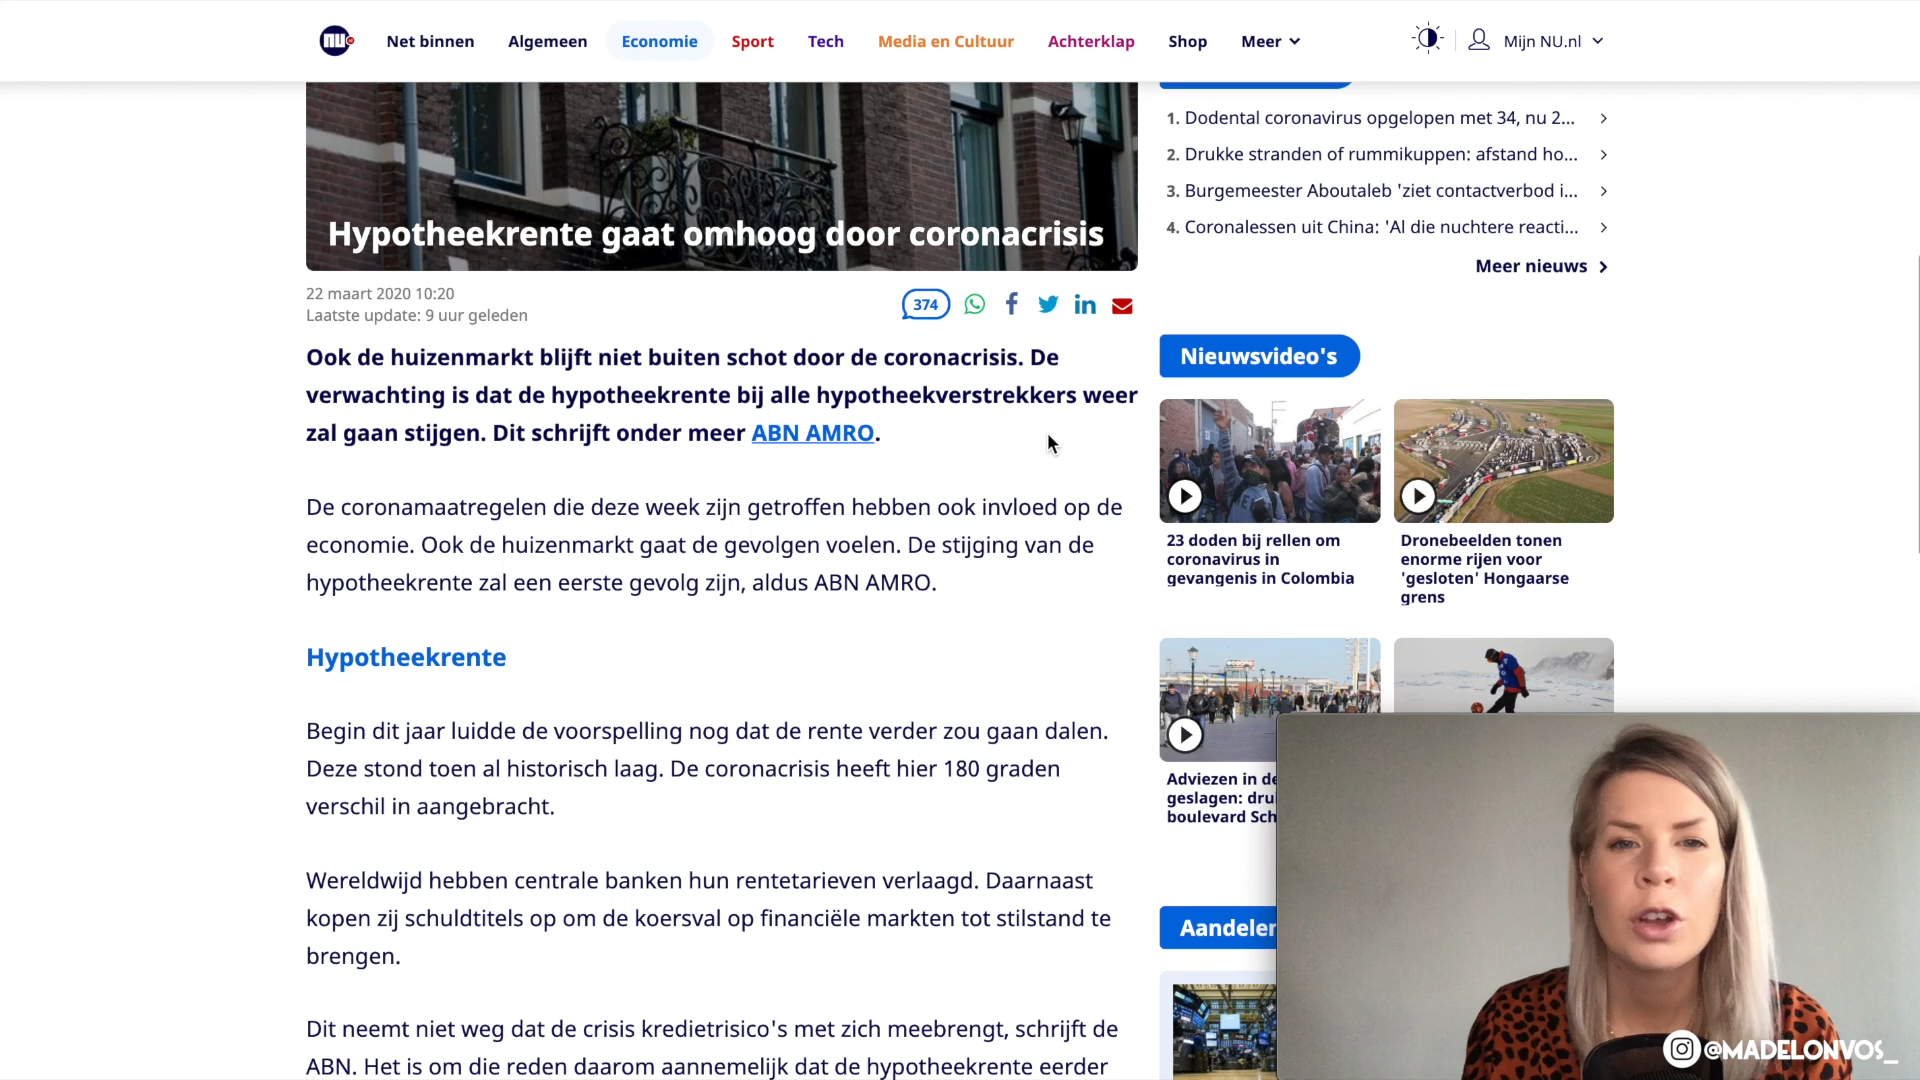 nu
Net binnen
Algemeen
Economie
Sport
Tech
Media en Cultuur
Achterklap
Shop
Meer
Mijn NU.nl
Hypotheekrente gaat omhoog door coronacrisis
22 maart 2020 10:20
Laatste update: 9 uur geleden
374
Ook de huizenmarkt blijft niet buiten schot door de coronacrisis. De
verwachting is dat de hypotheekrente bij alle hypotheekverstrekkers weer
zal gaan stijgen. Dit schrijft onder meer ABN AMRO.
De coronamaatregelen die deze week zijn getroffen hebben ook invloed op de
economie. Ook de huizenmarkt gaat de gevolgen voelen. De stijging van de
hypotheekrente zal een eerste gevolg zijn, aldus ABN AMRO.
Hypotheekrente
Begin dit jaar luidde de voorspelling nog dat de rente verder zou gaan dalen.
Deze stond toen al historisch laag. De coronacrisis heeft hier 180 graden
verschil in aangebracht.
Wereldwijd hebben centrale banken hun rentetarieven verlaagd. Daarnaast
kopen zij schuldtitels op om de koersval op financiële markten tot stilstand te
brengen.
Dit neemt niet weg dat de crisis kredietrisico's met zich meebrengt, schrijft de
ABN. Het is om die reden daarom aannemelijk dat de hypotheekrente eerder
1. Dodental coronavirus opgelopen met 34, nu 2...
2. Drukke stranden of rummikuppen: afstand ho...
3. Burgemeester Aboutaleb 'ziet contactverbod i...
4. Coronalessen uit China: 'Al die nuchtere reacti...
Meer nieuws
Nieuwsvideo's
23 doden bij rellen om
coronavirus in
gevangenis in Colombia
Dronebeelden tonen
enorme rijen voor
'gesloten' Hongaarse
grens
Adviezen in de
geslagen: dru
boulevard Sch
Aandelen
@MADELONVOS_